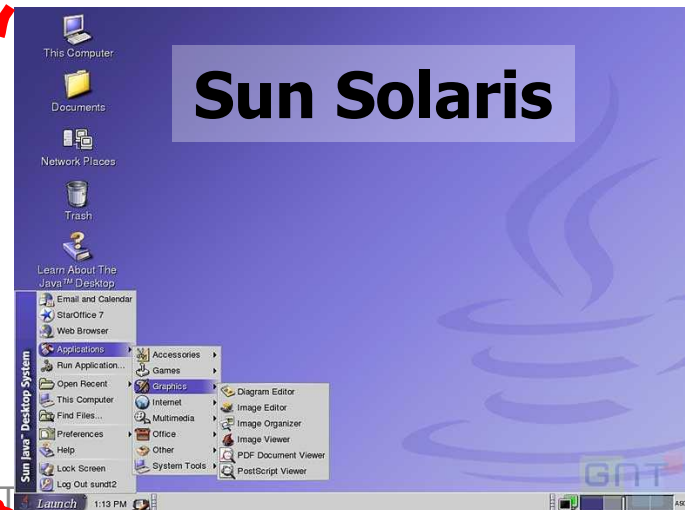 This Computer
Sun Solaris
Documents
Network Places
Trash
Learn About The
Java™ Desktop
Sun Java™ Desktop System
Email and Calendar
StarOffice 7
Web Browser
Applications
Run Application...
Open Recent
This Computer
Find Files...
Preferences
Help
Lock Screen
Log Out sundt2
Accessories
Games
Graphics
Internet
Multimedia
Office
Other
System Tools
Diagram Editor
Image Editor
Image Organizer
Image Viewer
PDF Document Viewer
PostScript Viewer
GNT
Launch
1:13 PM